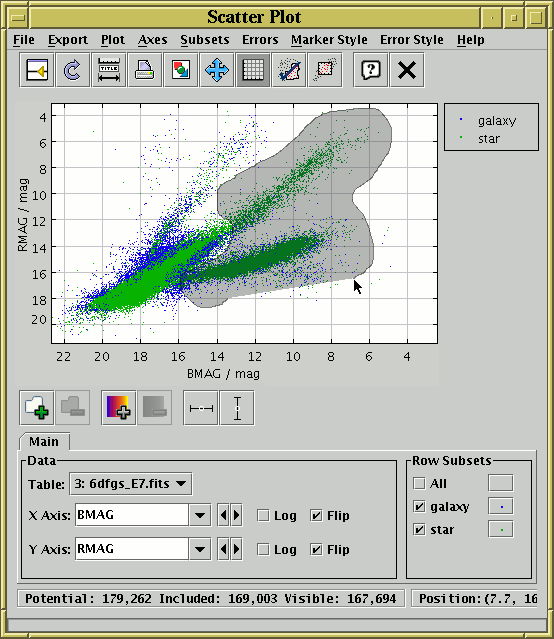 Scatter Plot
File Export Plot Axes Subsets Errors Marker Style Error Style Help
TITLE
galaxy
star
4
6
8
10
12
14
16
18
20
RMAG / mag
22 20 18 16 14 12 10 8 6 4
BMAG / mag
Main
Data
Table: 3: 6dfgs_E7.fits
X Axis: BMAG Log Flip
Y Axis: RMAG Log Flip
Row Subsets
All
galaxy
star
Potential: 179,262 Included: 169,003 Visible: 167,694
Position:(7.7, 16